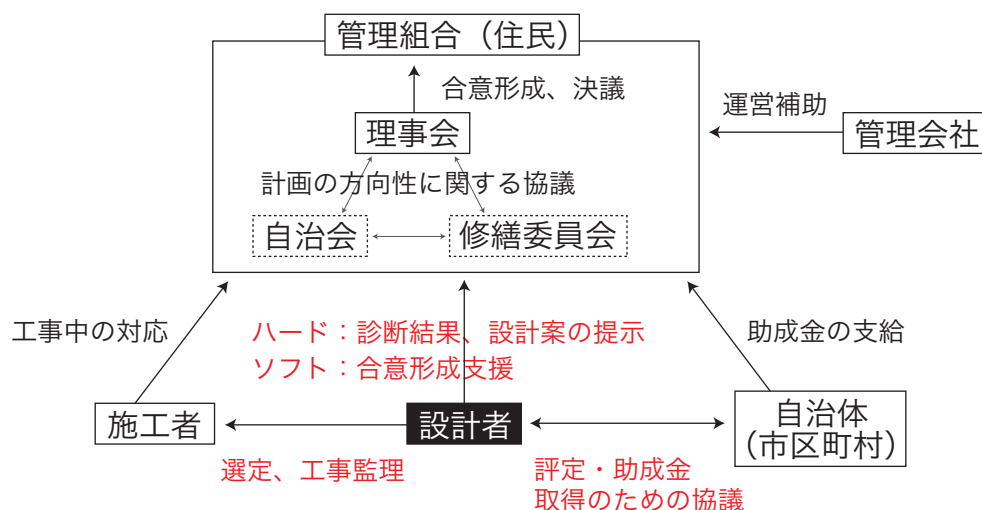 管理組合（住民）
合意形成、決議
運営補助
理事会
管理会社
計画の方向性に関する協議
自治会
修繕委員会
工事中の対応
ハード：診断結果、設計案の提示
ソフト：合意形成支援
助成金の支給
施工者
設計者
自治体
（市区町村）
選定、工事監理
評定・助成金
取得のための協議